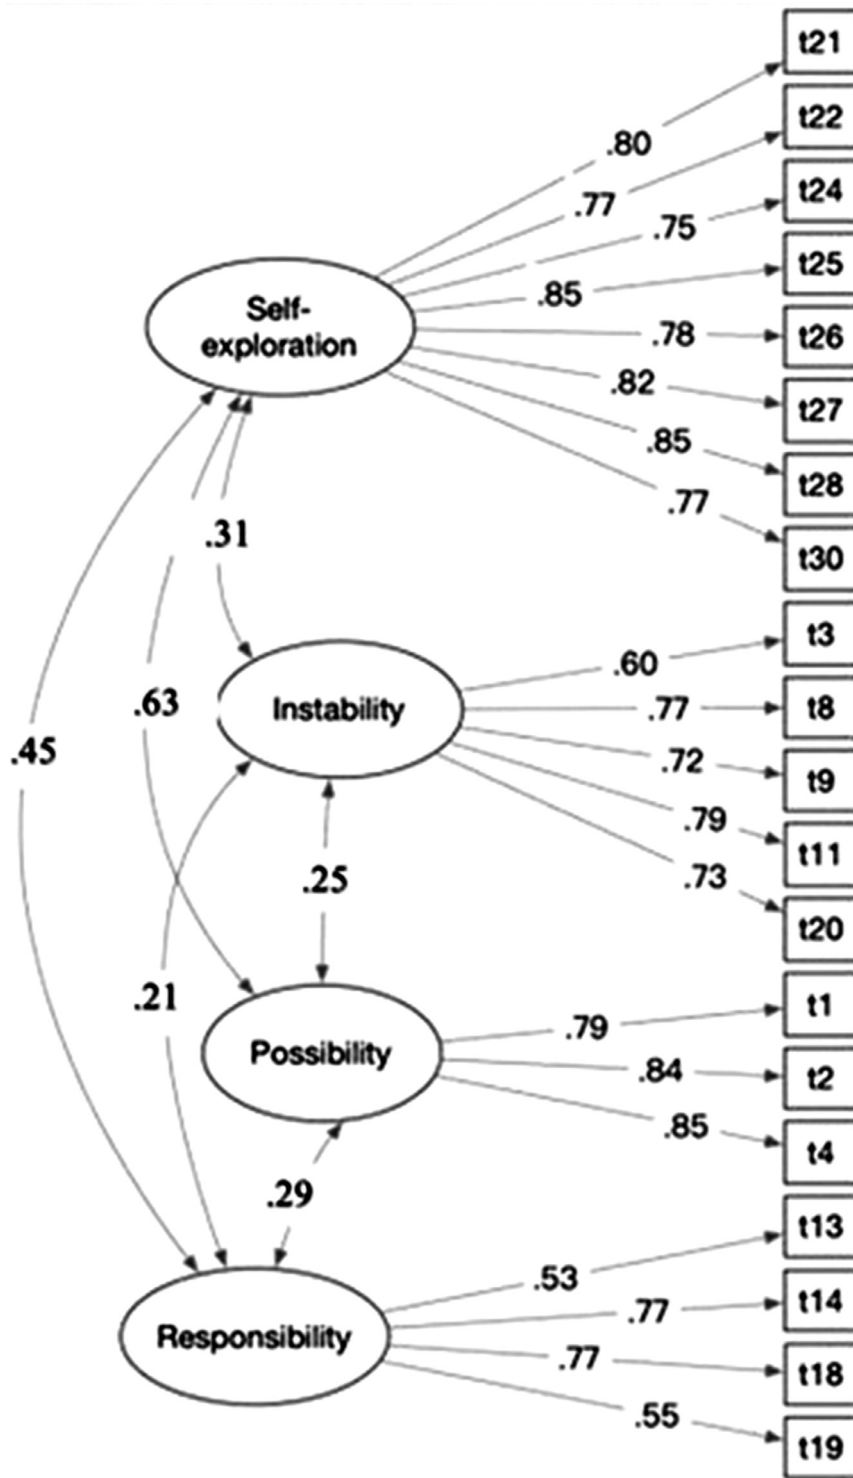 t21
.80
t22
.77
t24
.75
t25
.85
Self-
exploration
.78
t26
.82
t27
.85
t28
.77
t30
.31
t3
.60
.63
Instability
.77
t8
.45
.72
t9
.79
t11
.25
.73
t20
.21
t1
.79
Possibility
.84
t2
.85
t4
.29
t13
.53
t14
.77
Responsibility
.77
t18
.55
t19